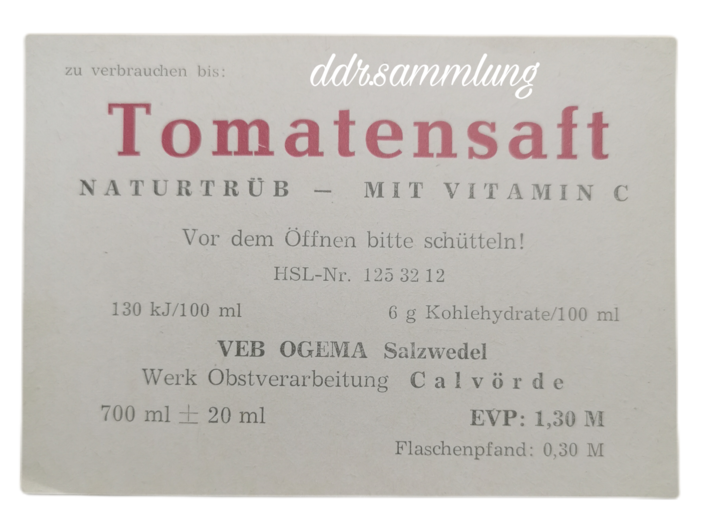 zu verbrauchen bis:
ddr.sammlung
Tomatensaft
NATURTRÜB — MIT VITAMIN C
Vor dem Öffnen bitte schütteln!
HSL-Nr. 125 32 12
130 kJ/100 ml 6 g Kohlehydrate/100 ml
VEB OGEMA Salzwedel
Werk Obstverarbeitung Calvörde
700 ml ± 20 ml EVP: 1,30 M
Flaschenpfand: 0,30 M